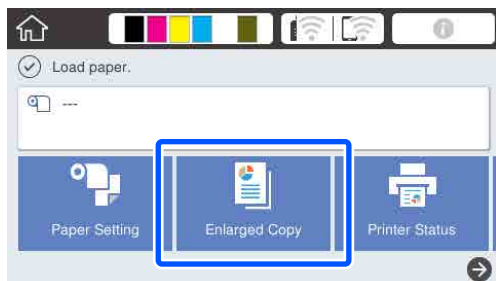 Load paper.
---
Paper Setting
Enlarged Copy
Printer Status